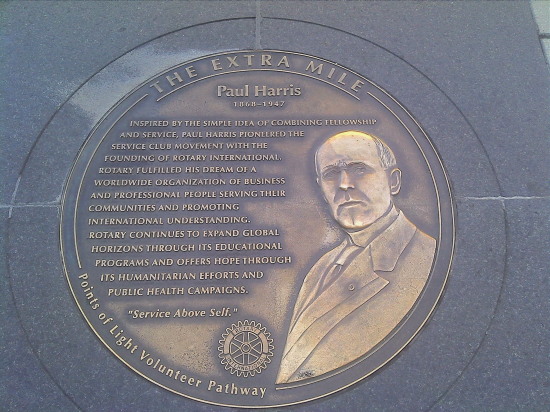 THE EXTRA MILE
Paul Harris
1868–1947
INSPIRED BY THE SIMPLE IDEA OF COMBINING FELLOWSHIP
AND SERVICE, PAUL HARRIS PIONEERED THE
SERVICE CLUB MOVEMENT WITH THE
FOUNDING OF ROTARY INTERNATIONAL.
ROTARY FULFILLED HIS DREAM OF A
WORLDWIDE ORGANIZATION OF BUSINESS
AND PROFESSIONAL PEOPLE SERVING THEIR
COMMUNITIES AND PROMOTING
INTERNATIONAL UNDERSTANDING.
ROTARY CONTINUES TO EXPAND GLOBAL
HORIZONS THROUGH ITS EDUCATIONAL
PROGRAMS AND OFFERS HOPE THROUGH
ITS HUMANITARIAN EFFORTS AND
PUBLIC HEALTH CAMPAIGNS.
"Service Above Self."
ROTARY
INTERNATIONAL
Points of Light Volunteer Pathway